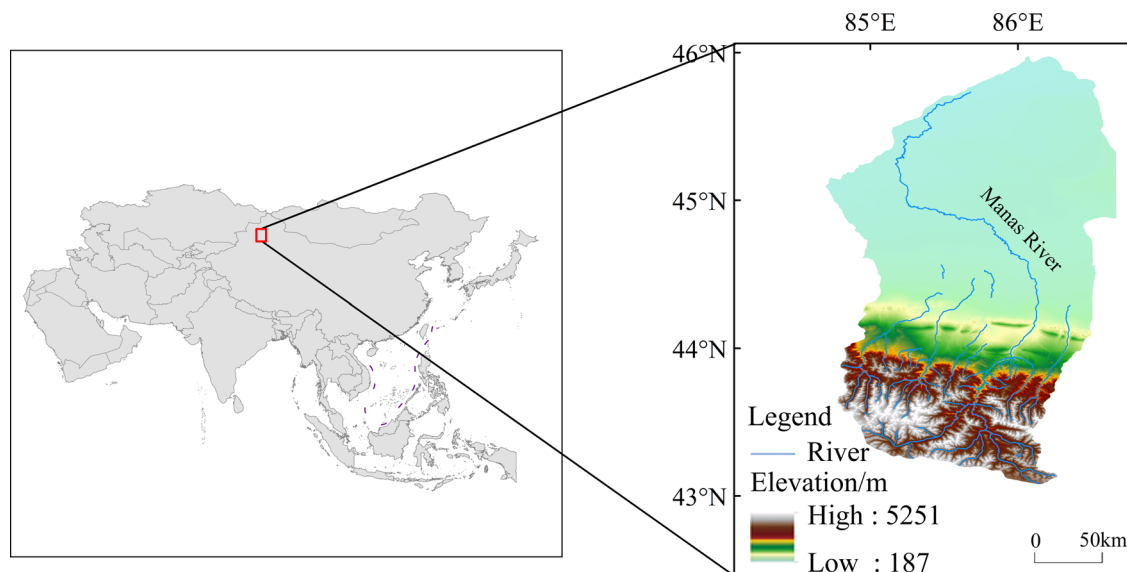 85°E 86°E
46°N
45°N
Manas River
44°N
Legend
River
43°N
Elevation/m
High : 5251
Low : 187
0 50km